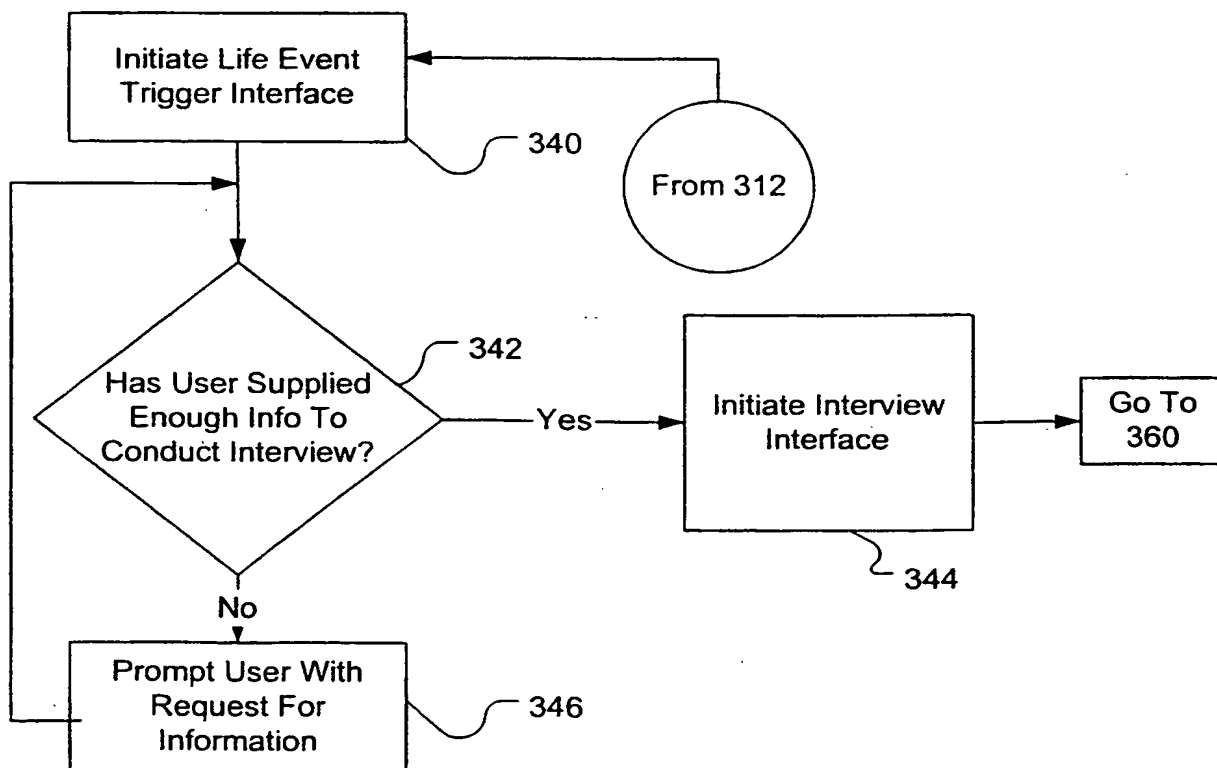 Initiate Life Event
Trigger Interface
340
From 312
342
Has User Supplied
Enough Info To
Conduct Interview?
Yes
Initiate Interview
Interface
Go To
360
344
No
Prompt User With
Request For
Information
346